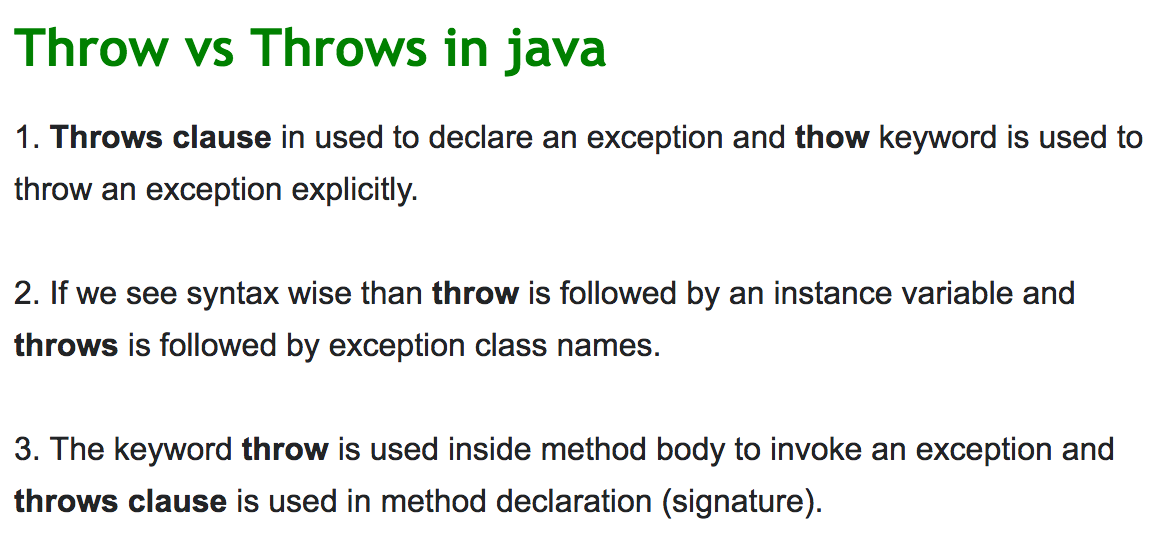 Throw vs Throws in java
1. Throws clause in used to declare an exception and thow keyword is used to
throw an exception explicitly.
2. If we see syntax wise than throw is followed by an instance variable and
throws is followed by exception class names.
3. The keyword throw is used inside method body to invoke an exception and
throws clause is used in method declaration (signature).